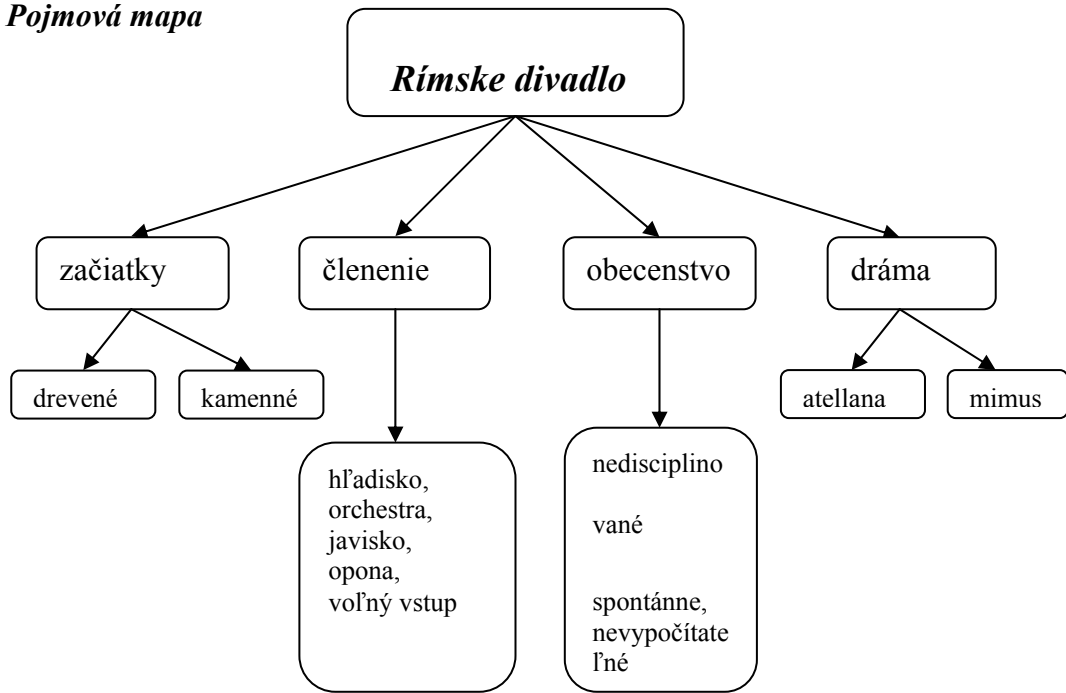 Pojmová mapa
Rímske divadlo
začiatky
členenie
obecenstvo
dráma
drevené
kamenné
atellana
mimus
hľadisko,
orchestra,
javisko,
opona,
voľný vstup
nedisciplino
vané
spontánne,
nevypočítate
ľné